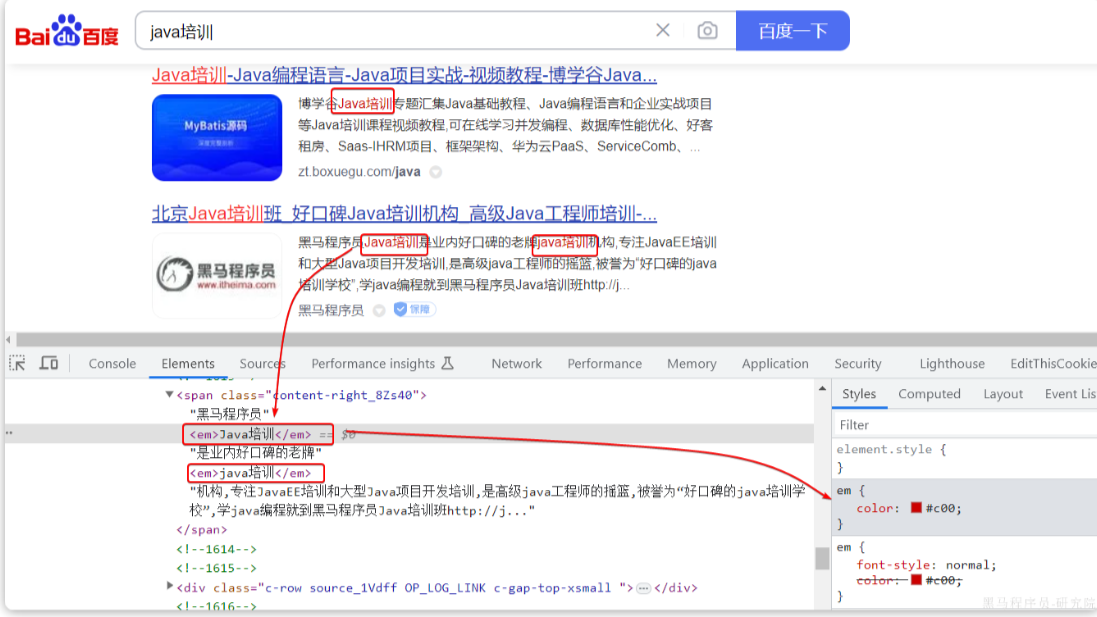 Bai du 百度
java培训
百度一下
Java培训-Java编程语言-Java项目实战-视频教程-博学谷Java...
MyBatis源码
博学谷Java培训专题汇集Java基础教程、Java编程语言和企业实战项目
等Java培训课程视频教程,可在线学习并发编程、数据库性能优化、好客
租房、Saas-IHRM项目、框架架构、华为云PaaS、ServiceComb、...
zt.boxuegu.com/java
北京Java培训班_好口碑Java培训机构_高级Java工程师培训-...
黑马程序员
www.itheima.com
黑马程序员Java培训是业内好口碑的老牌java培训机构,专注JavaEE培训
和大型Java项目开发培训,是高级java工程师的摇篮,被誉为“好口碑的java
培训学校”,学java编程就到黑马程序员Java培训班http://j...
黑马程序员 保障
Console Elements Sources Performance insights Network Performance Memory Application Security Lighthouse EditThisCookie
<span class="content-right_8Zs40">
"黑马程序员"
<em>Java培训</em> == $0
"是业内好口碑的老牌"
<em>java培训</em>
"机构,专注JavaEE培训和大型Java项目开发培训,是高级java工程师的摇篮,被誉为“好口碑的java培训学
校”,学java编程就到黑马程序员Java培训班http://j..."
</span>
<!--1614-->
<!--1615-->
<div class="c-row source_1Vdff OP_LOG_LINK c-gap-top-xsmall ">…</div>
<!--1616-->
Styles Computed Layout Event Lis
Filter
element.style {
}
em {
color: #c00;
}
em {
font-style: normal;
color: #c00;
}
黑马程序员-研究院